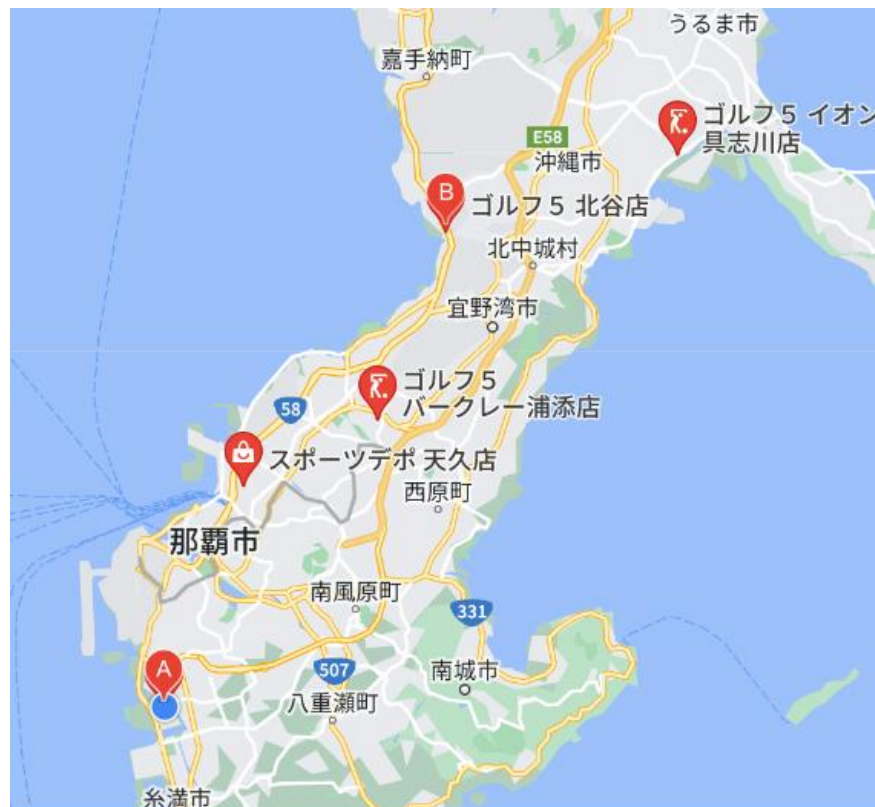 うるま市
嘉手納町
ゴルフ5 イオン
具志川店
E58
沖縄市
B
ゴルフ5 北谷店
北中城村
宜野湾市
ゴルフ5
バークレー浦添店
58
スポーツデポ 天久店
西原町
那覇市
南風原町
331
A
507
南城市
八重瀬町
糸満市